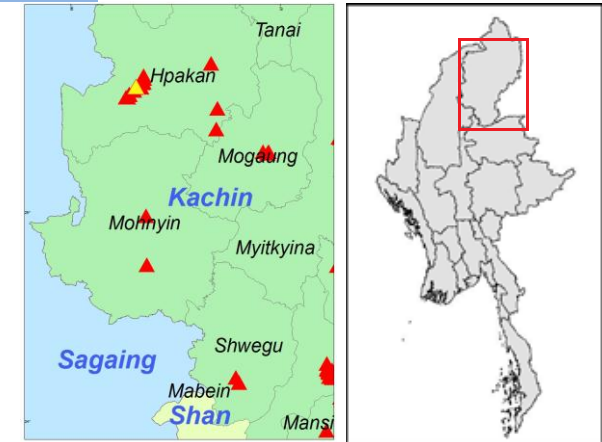 Tanai
Hpakan
Mogaung
Kachin
Mohnyin
Myitkyina
Shwegu
Sagaing
Mabein
Shan
Mansi